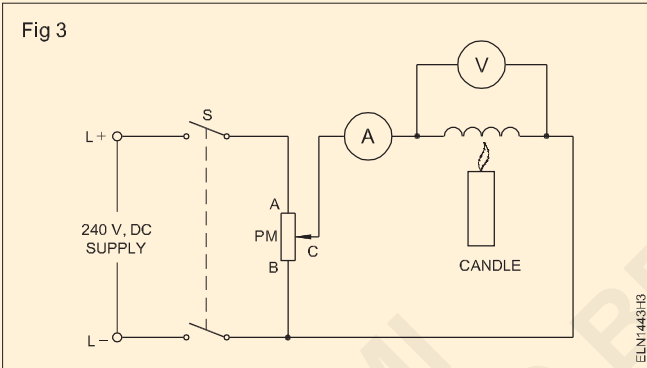 Fig 3
V
S
A
L+
A
240 V, DC
SUPPLY
PM
C
B
CANDLE
L−
ELN1443H3